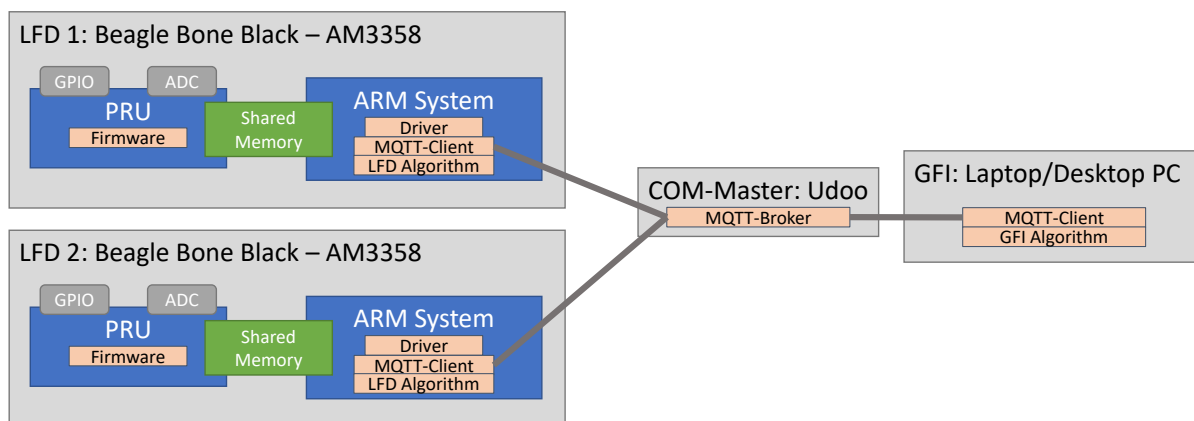 LFD 1: Beagle Bone Black – AM3358
GPIO
ADC
PRU
Firmware
Shared
Memory
ARM System
Driver
MQTT-Client
LFD Algorithm
LFD 2: Beagle Bone Black – AM3358
GPIO
ADC
PRU
Firmware
Shared
Memory
ARM System
Driver
MQTT-Client
LFD Algorithm
COM-Master: Udoo
MQTT-Broker
GFI: Laptop/Desktop PC
MQTT-Client
GFI Algorithm